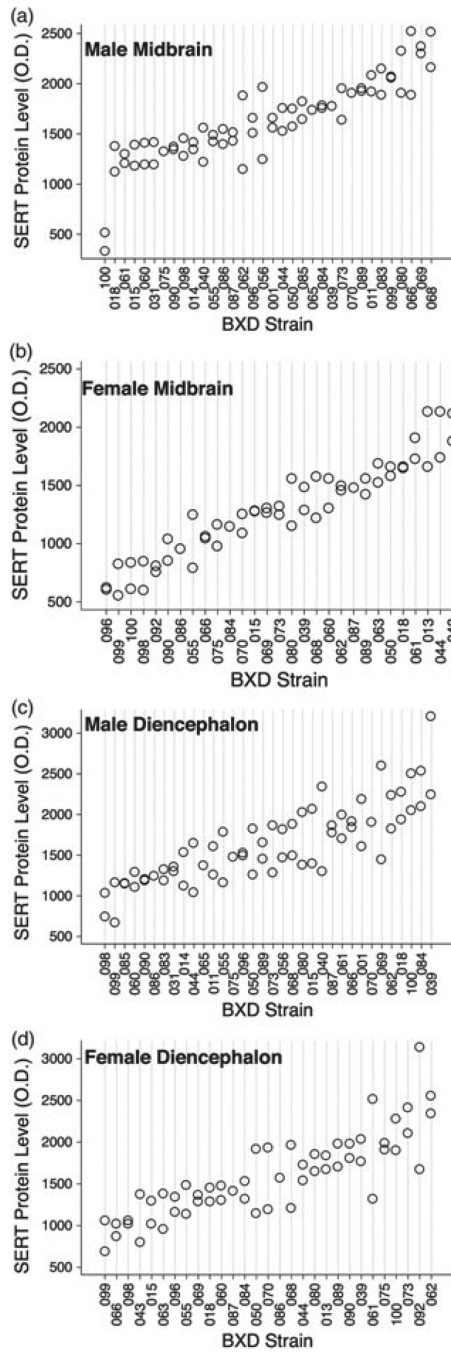 (a)
Male Midbrain
SERT Protein Level (O.D.)
2500
2000
1500
1000
500
100 018 061 015 060 031 075 090 098 014 040 055 086 087 062 096 056 001 044 050 085 065 084 039 073 070 089 011 083 099 080 066 069 068
BXD Strain
(b)
Female Midbrain
SERT Protein Level (O.D.)
2500
2000
1500
1000
500
096 099 100 098 092 090 086 055 066 075 084 070 015 069 073 080 039 068 060 062 087 089 063 050 018 061 013 044
BXD Strain
(c)
Male Diencephalon
SERT Protein Level (O.D.)
3000
2500
2000
1500
1000
500
098 099 085 060 090 086 083 031 014 044 065 011 055 075 096 050 089 073 056 068 080 015 040 087 061 066 001 070 069 062 018 100 084 039
BXD Strain
(d)
Female Diencephalon
SERT Protein Level (O.D.)
3000
2500
2000
1500
1000
500
099 066 098 043 015 063 096 055 069 018 060 087 084 050 070 086 068 044 080 013 089 090 039 061 075 100 073 092 062
BXD Strain